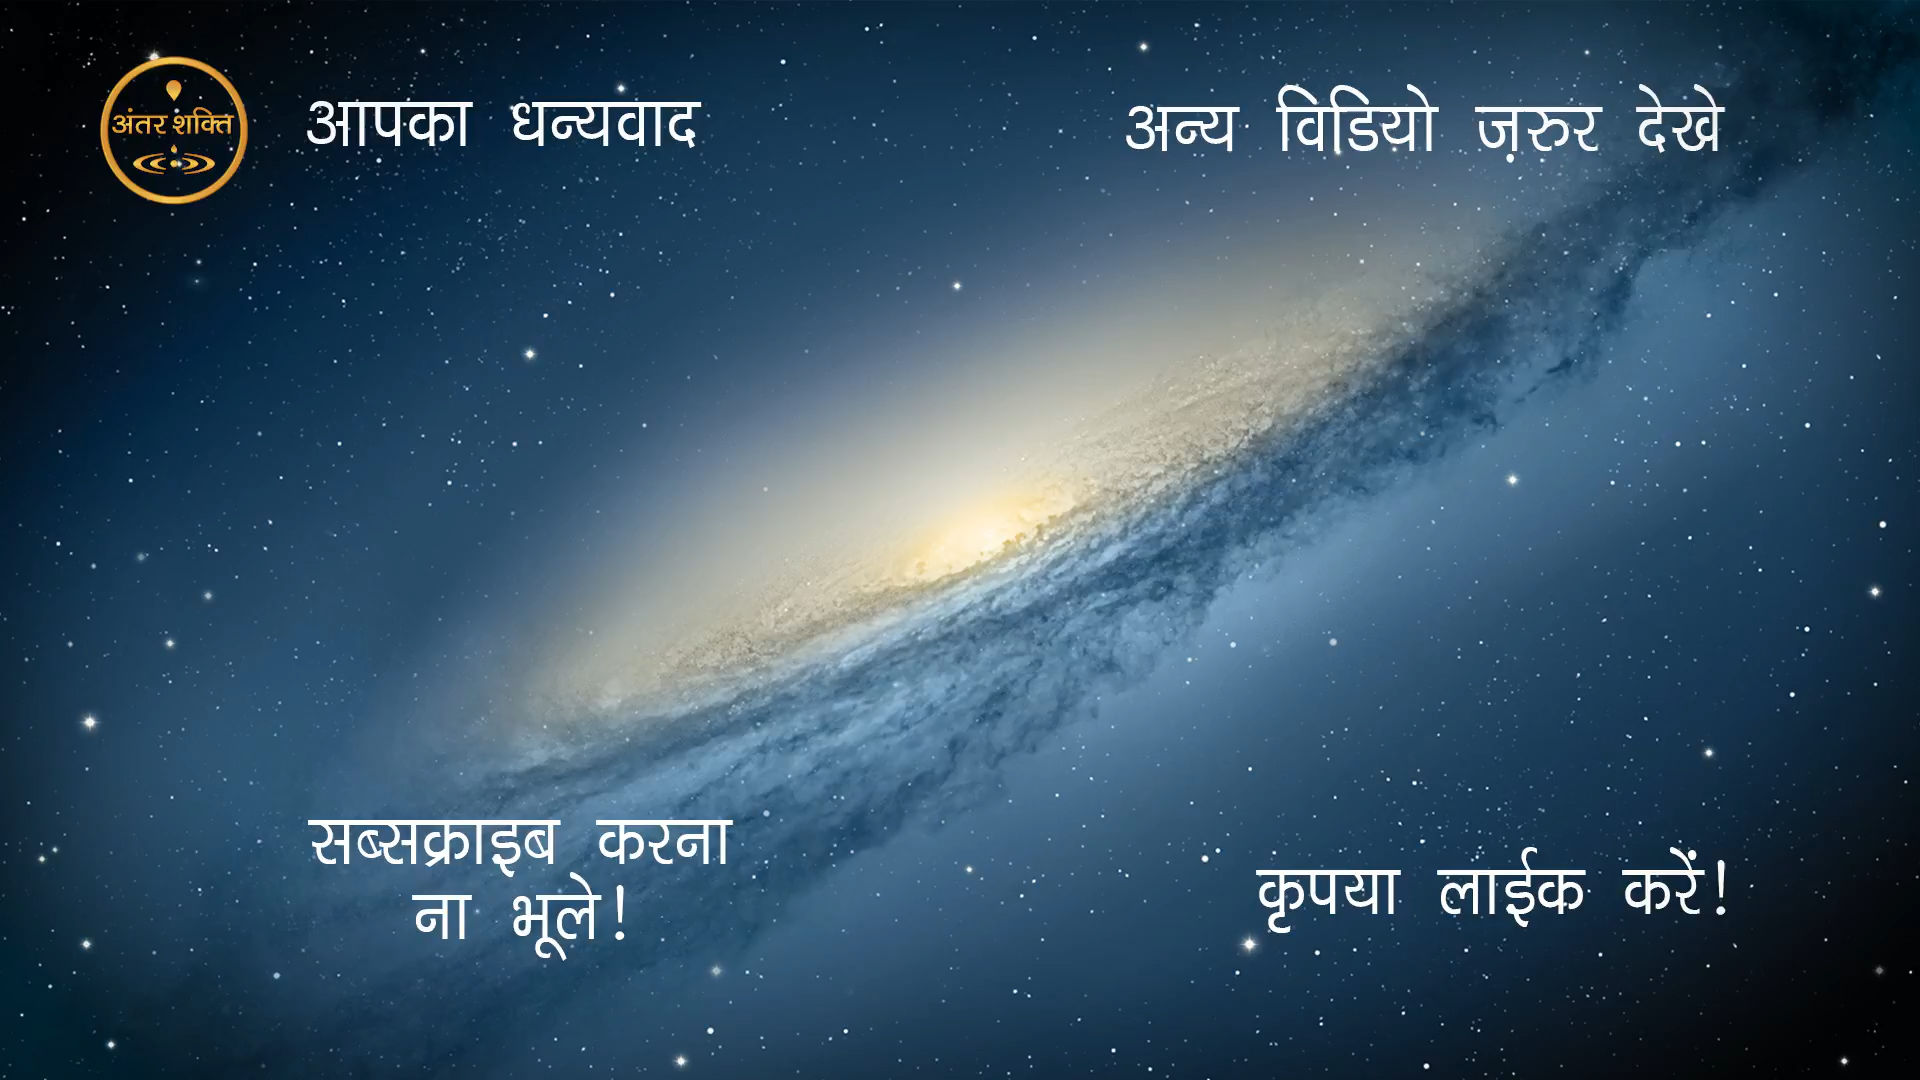 अंतर शक्ति
आपका धन्यवाद
अन्य विडियो ज़रुर देखे
सब्सक्राइब करना
ना भूले!
कृपया लाईक करें!